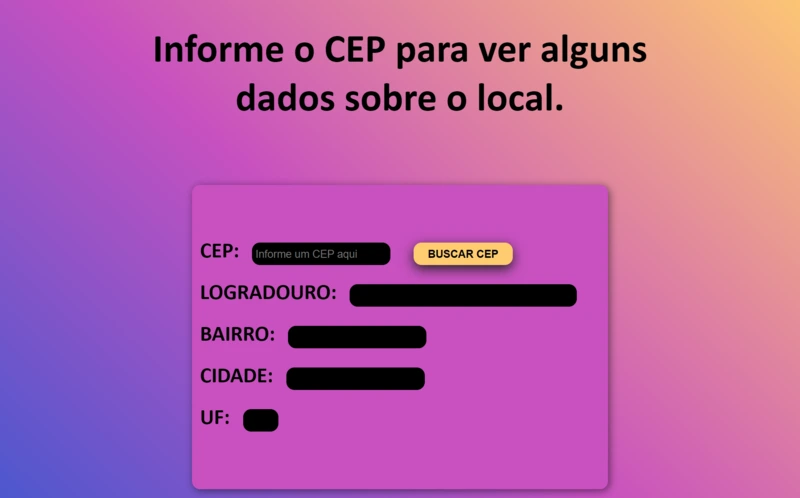 Informe o CEP para ver alguns
dados sobre o local.
CEP: Informe um CEP aqui BUSCAR CEP
LOGRADOURO:
BAIRRO:
CIDADE:
UF: